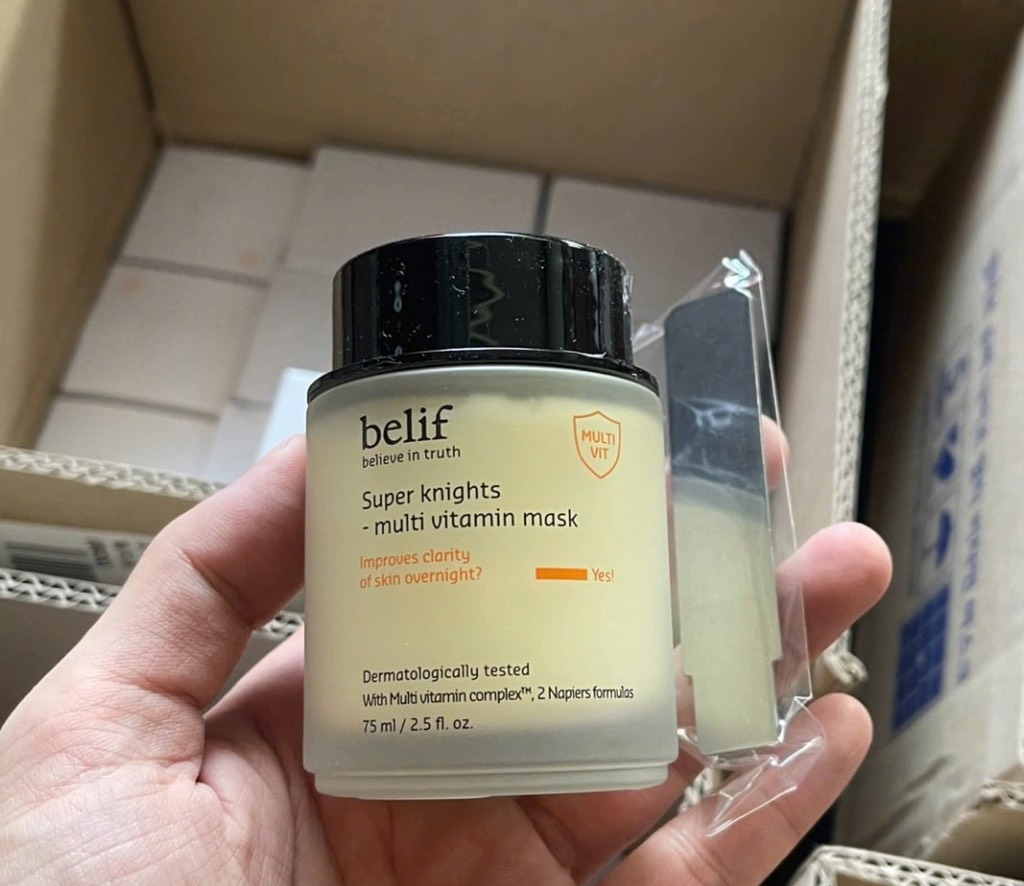 belif
believe in truth
MULTI
VIT
Super knights
- multi vitamin mask
Improves clarity
of skin overnight?
Yes!
Dermatologically tested
With Multi vitamin complex™, 2 Napiers formulas
75 ml / 2.5 fl. oz.